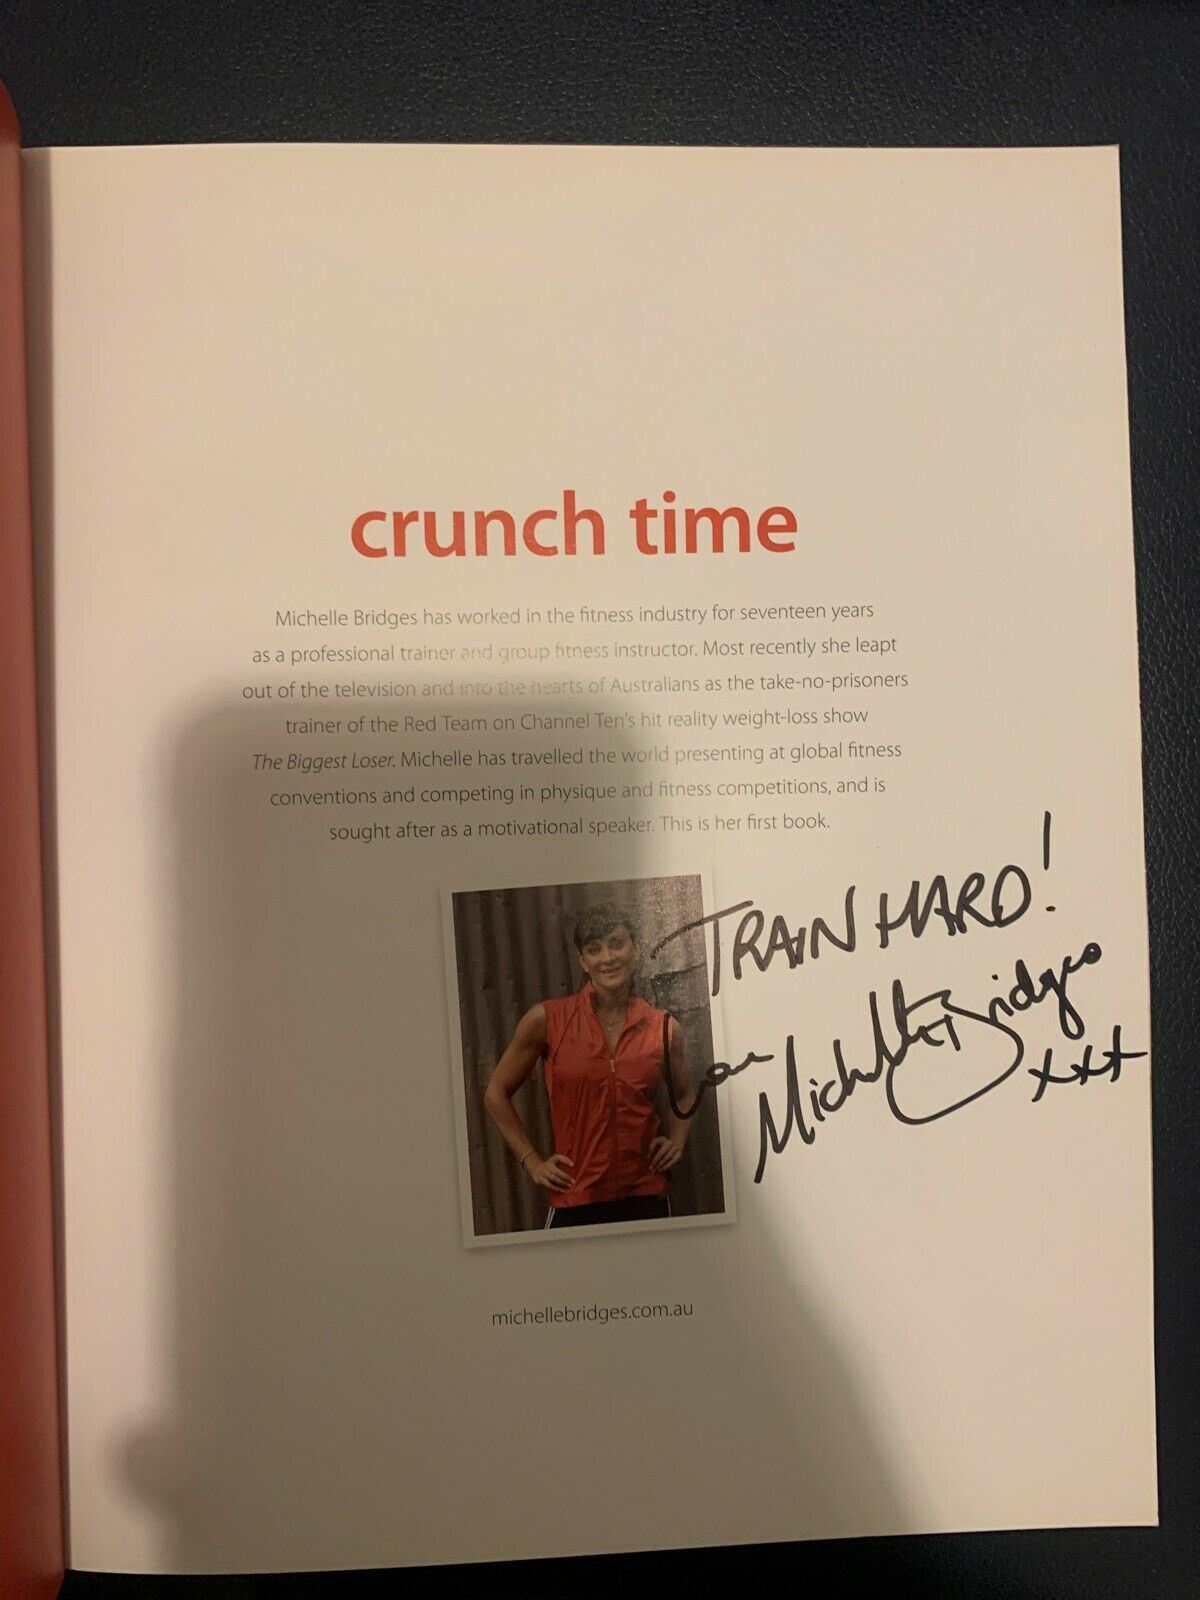 crunch time
Michelle Bridges has worked in the fitness industry for seventeen years
as a professional trainer and group fitness instructor. Most recently she leapt
out of the television and into the hearts of Australians as the take-no-prisoners
trainer of the Red Team on Channel Ten's hit reality weight-loss show
The Biggest Loser. Michelle has travelled the world presenting at global fitness
conventions and competing in physique and fitness competitions, and is
sought after as a motivational speaker. This is her first book.
TRAIN HARD!
Love
Michelle Bridges
xxx
michellebridges.com.au